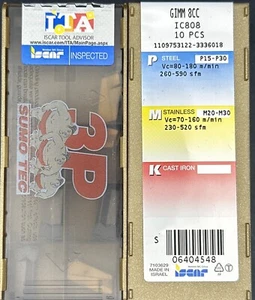 ITA
ISCAR TOOL ADVISOR
iscar.com/ITA/MainPage.aspx
ISCAR
INSPECTED
3P
SUMO TEC
GIMM 8CC
IC808
10 PCS
1109753122-3336018
P STEEL P15-P30
Vc=80-180 m/min
260-590 sfm
M STAINLESS M20-M30
Vc=70-160 m/min
230-520 sfm
K CAST IRON
S
06404548
7103629
MADE IN
ISRAEL
ISCAR